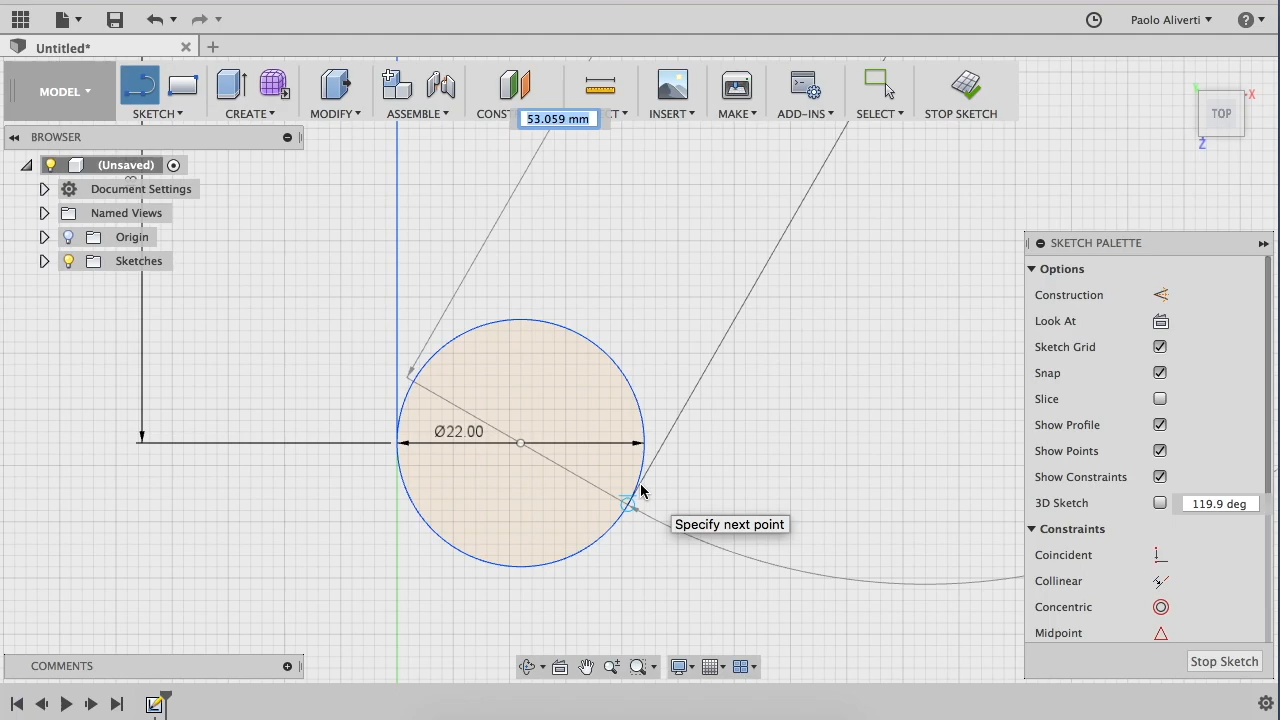 Paolo Aliverti
?
Untitled*
MODEL
SKETCH
CREATE
MODIFY
ASSEMBLE
CONS
CT
INSERT
MAKE
ADD-INS
SELECT
STOP SKETCH
53.059 mm
BROWSER
(Unsaved)
Document Settings
Named Views
Origin
Sketches
TOP
X
Z
SKETCH PALETTE
Options
Construction
Look At
Sketch Grid
Snap
Slice
Show Profile
Show Points
Show Constraints
3D Sketch
119.9 deg
Constraints
Coincident
Collinear
Concentric
Midpoint
Stop Sketch
Ø22.00
Specify next point
COMMENTS